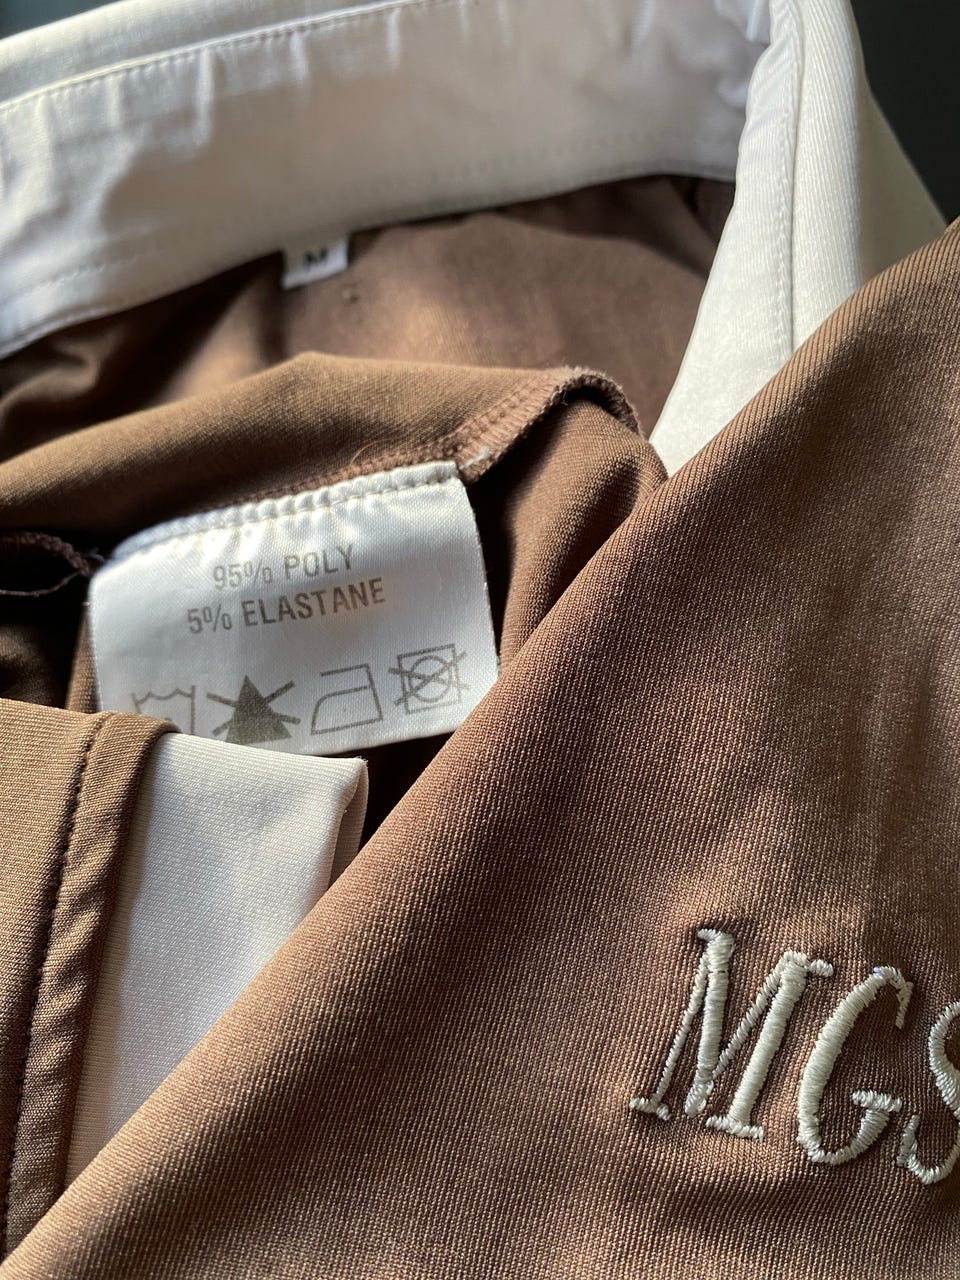 M
95% POLY
5% ELASTANE
MGS